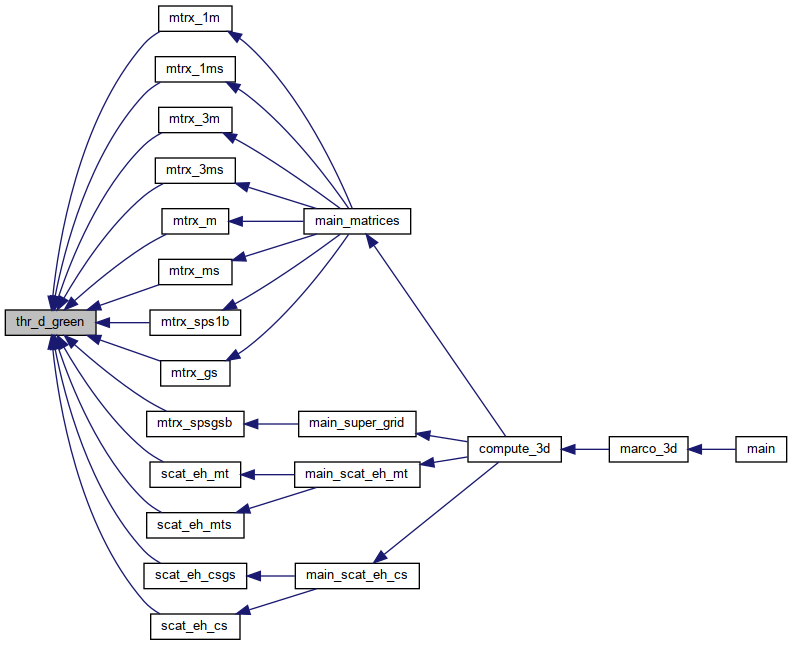 mtrx_1m
mtrx_1ms
mtrx_3m
mtrx_3ms
mtrx_m
main_matrices
mtrx_ms
thr_d_green
mtrx_sps1b
mtrx_gs
mtrx_spsgsb
main_super_grid
compute_3d
marco_3d
main
scat_eh_mt
main_scat_eh_mt
scat_eh_mts
scat_eh_csgs
main_scat_eh_cs
scat_eh_cs